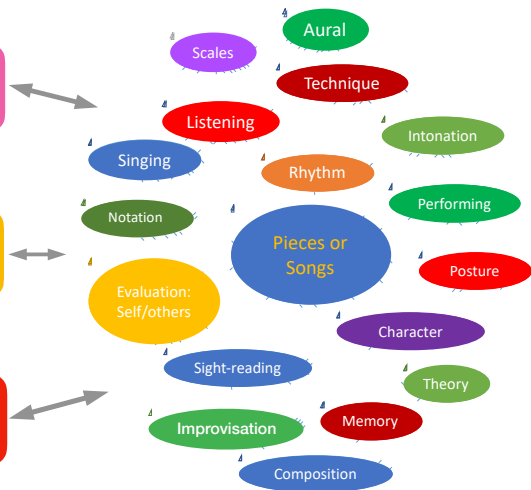 Aural
Scales
Technique
Listening
Intonation
Singing
Rhythm
Performing
Notation
Pieces or
Songs
Posture
Evaluation:
Self/others
Character
Sight-reading
Theory
Memory
Improvisation
Composition